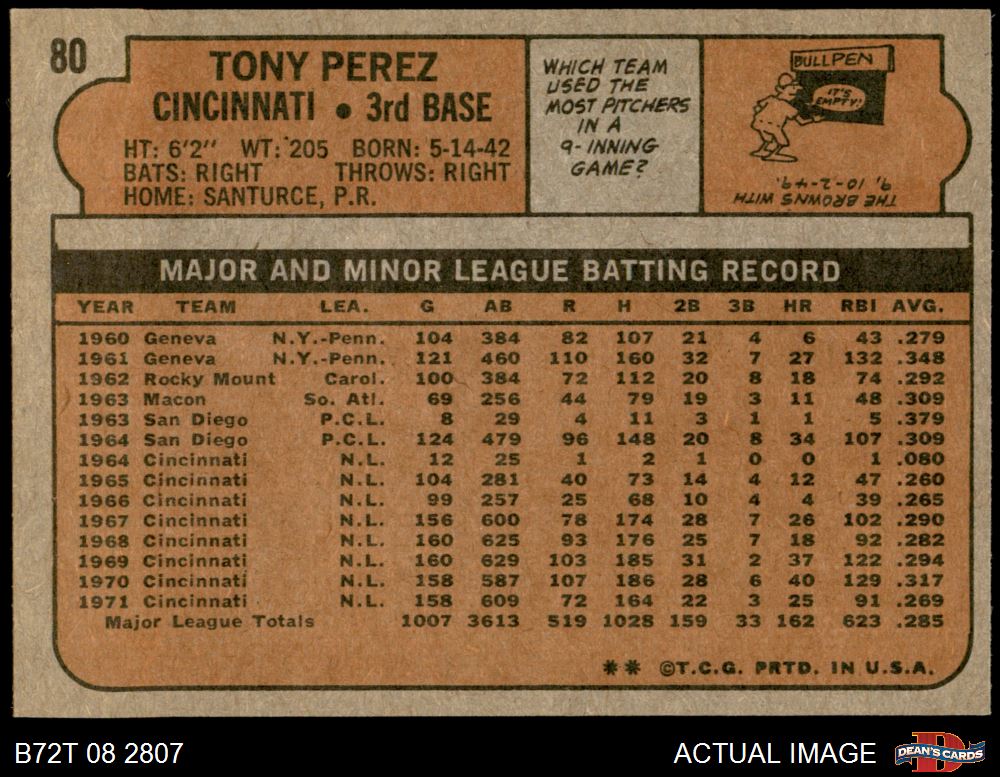 80
TONY PEREZ
CINCINNATI • 3rd BASE
HT: 6'2" WT: 205 BORN: 5-14-42
BATS: RIGHT THROWS: RIGHT
HOME: SANTURCE, P.R.
WHICH TEAM
USED THE
MOST PITCHERS
IN A
9-INNING
GAME?
BULLPEN
IT'S
EMPTY!
THE BROWNS WITH
9, 10-2-49.
MAJOR AND MINOR LEAGUE BATTING RECORD
YEAR TEAM LEA. G AB R H 2B 3B HR RBI AVG.
1960 Geneva N.Y.-Penn. 104 384 82 107 21 4 6 43 .279
1961 Geneva N.Y.-Penn. 121 460 110 160 32 7 27 132 .348
1962 Rocky Mount Carol. 100 384 72 112 20 8 18 74 .292
1963 Macon So. Atl. 69 256 44 79 19 3 11 48 .309
1963 San Diego P.C.L. 8 29 4 11 3 1 1 5 .379
1964 San Diego P.C.L. 124 479 96 148 20 8 34 107 .309
1964 Cincinnati N.L. 12 25 1 2 1 0 0 1 .080
1965 Cincinnati N.L. 104 281 40 73 14 4 12 47 .260
1966 Cincinnati N.L. 99 257 25 68 10 4 4 39 .265
1967 Cincinnati N.L. 156 600 78 174 28 7 26 102 .290
1968 Cincinnati N.L. 160 625 93 176 25 7 18 92 .282
1969 Cincinnati N.L. 160 629 103 185 31 2 37 122 .294
1970 Cincinnati N.L. 158 587 107 186 28 6 40 129 .317
1971 Cincinnati N.L. 158 609 72 164 22 3 25 91 .269
Major League Totals 1007 3613 519 1028 159 33 162 623 .285
** ©T.C.G. PRTD. IN U.S.A.
B72T 08 2807 ACTUAL IMAGE
DEAN'S CARDS